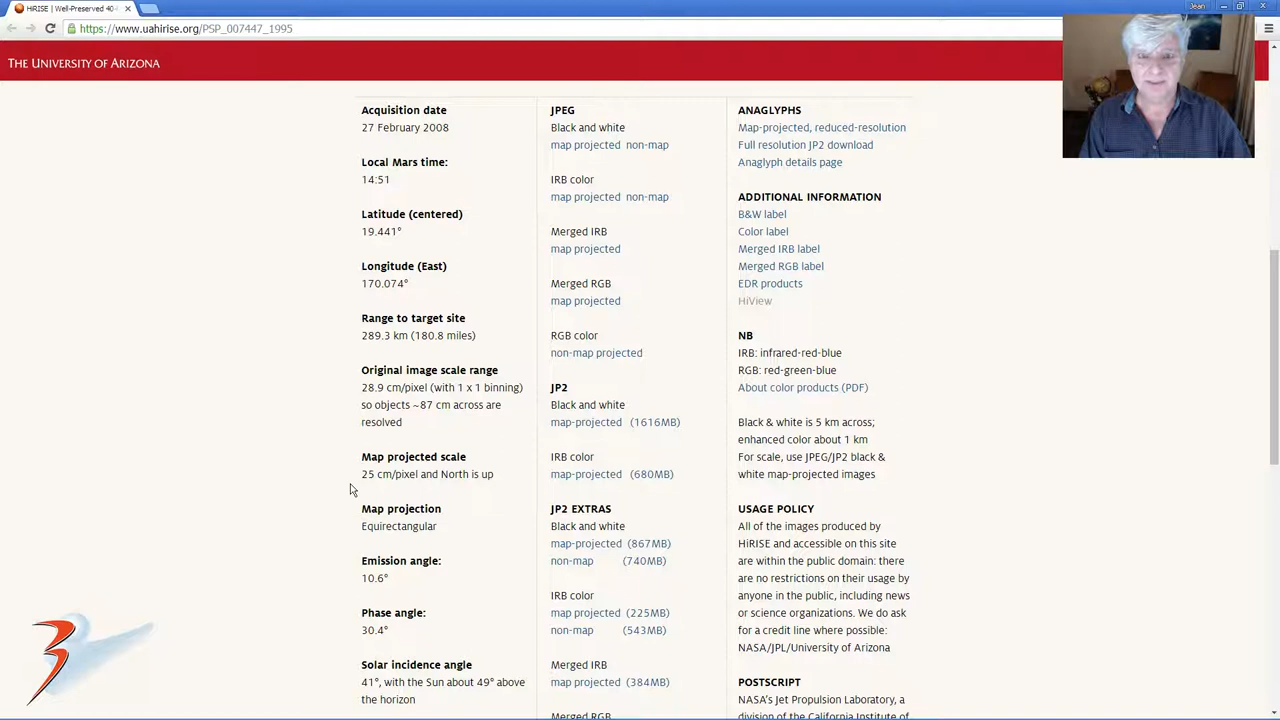 HiRISE | Well-Preserved 40-
Jean
https://www.uahirise.org/PSP_007447_1995
THE UNIVERSITY OF ARIZONA
Acquisition date
27 February 2008
Local Mars time:
14:51
Latitude (centered)
19.441°
Longitude (East)
170.074°
Range to target site
289.3 km (180.8 miles)
Original image scale range
28.9 cm/pixel (with 1 x 1 binning)
so objects ~87 cm across are
resolved
Map projected scale
25 cm/pixel and North is up
Map projection
Equirectangular
Emission angle:
10.6°
Phase angle:
30.4°
Solar incidence angle
41°, with the Sun about 49° above
the horizon
JPEG
Black and white
map projected non-map
IRB color
map projected non-map
Merged IRB
map projected
Merged RGB
map projected
RGB color
non-map projected
JP2
Black and white
map-projected (1616MB)
IRB color
map-projected (680MB)
JP2 EXTRAS
Black and white
map-projected (867MB)
non-map (740MB)
IRB color
map projected (225MB)
non-map (543MB)
Merged IRB
map projected (384MB)
Merged RGB
ANAGLYPHS
Map-projected, reduced-resolution
Full resolution JP2 download
Anaglyph details page
ADDITIONAL INFORMATION
B&W label
Color label
Merged IRB label
Merged RGB label
EDR products
HiView
NB
IRB: infrared-red-blue
RGB: red-green-blue
About color products (PDF)
Black & white is 5 km across;
enhanced color about 1 km
For scale, use JPEG/JP2 black &
white map-projected images
USAGE POLICY
All of the images produced by
HiRISE and accessible on this site
are within the public domain: there
are no restrictions on their usage by
anyone in the public, including news
or science organizations. We do ask
for a credit line where possible:
NASA/JPL/University of Arizona
POSTSCRIPT
NASA's Jet Propulsion Laboratory, a
division of the California Institute of
3